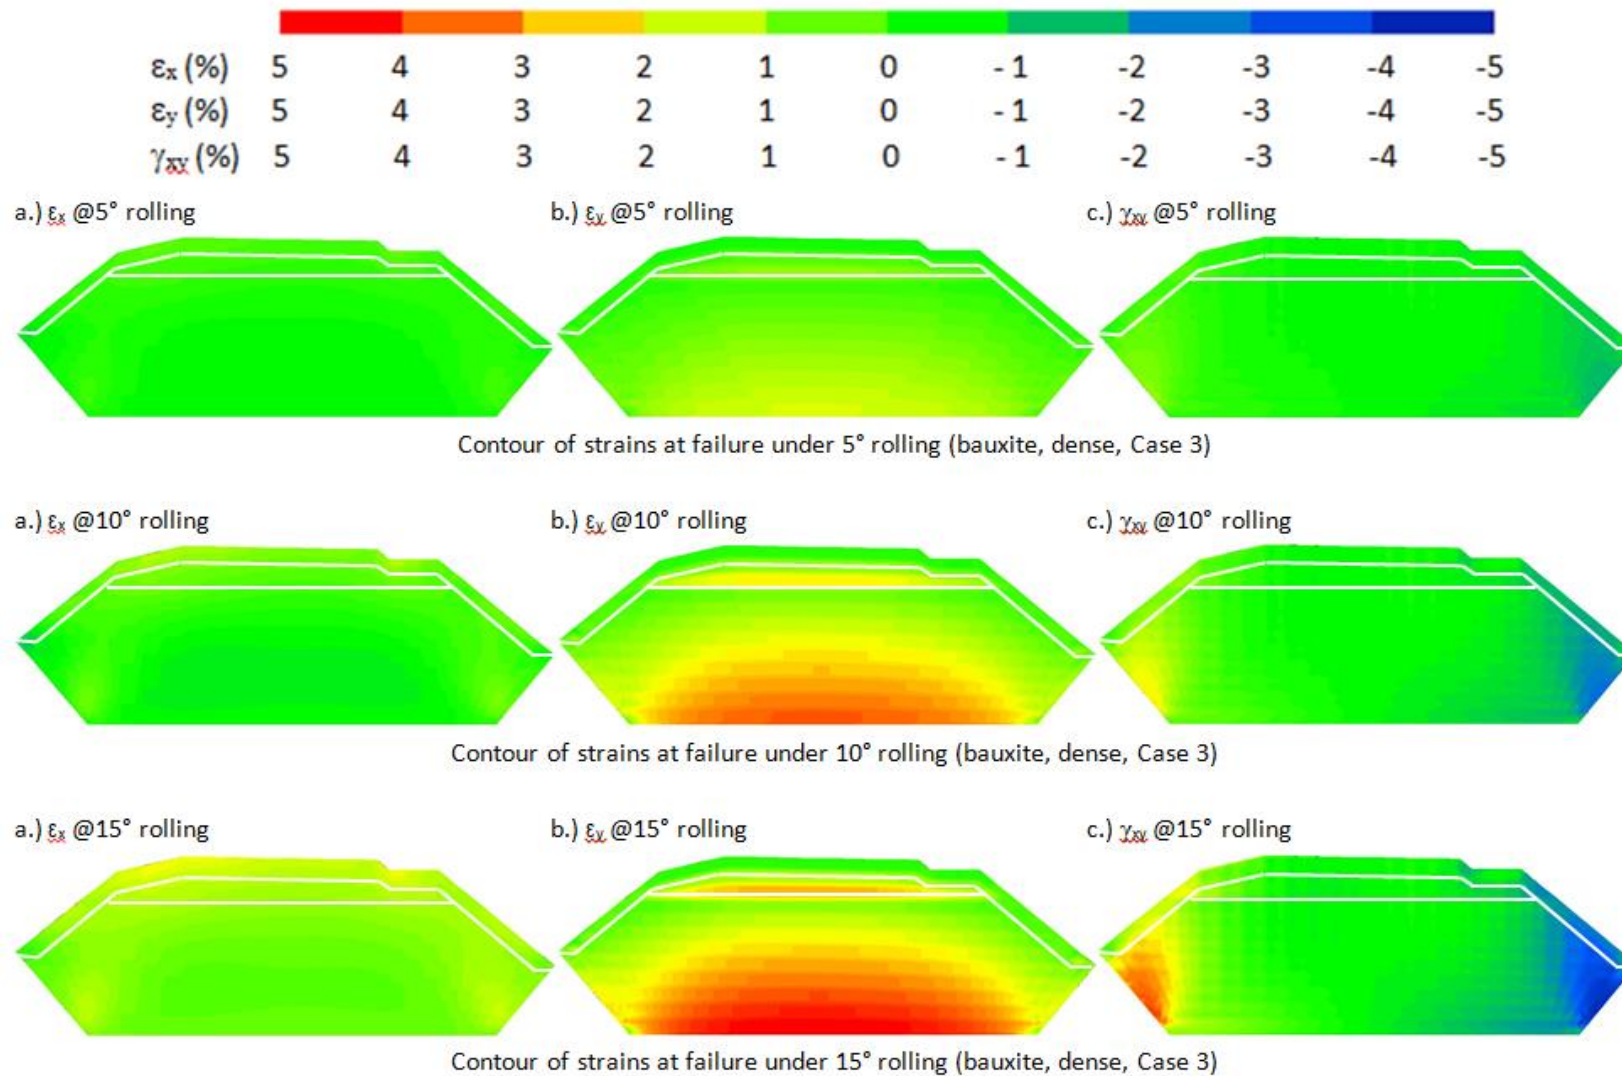 εx (%) 5 4 3 2 1 0 - 1 -2 -3 -4 -5
εy (%) 5 4 3 2 1 0 - 1 -2 -3 -4 -5
γxy (%) 5 4 3 2 1 0 - 1 -2 -3 -4 -5
a.) εx @5° rolling b.) εy @5° rolling c.) γxy @5° rolling
Contour of strains at failure under 5° rolling (bauxite, dense, Case 3)
a.) εx @10° rolling b.) εy @10° rolling c.) γxy @10° rolling
Contour of strains at failure under 10° rolling (bauxite, dense, Case 3)
a.) εx @15° rolling b.) εy @15° rolling c.) γxy @15° rolling
Contour of strains at failure under 15° rolling (bauxite, dense, Case 3)